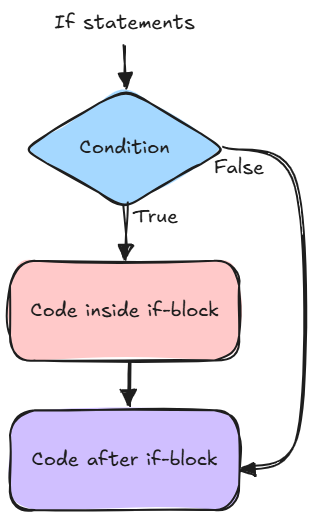 If statements
Condition
False
True
Code inside if-block
Code after if-block